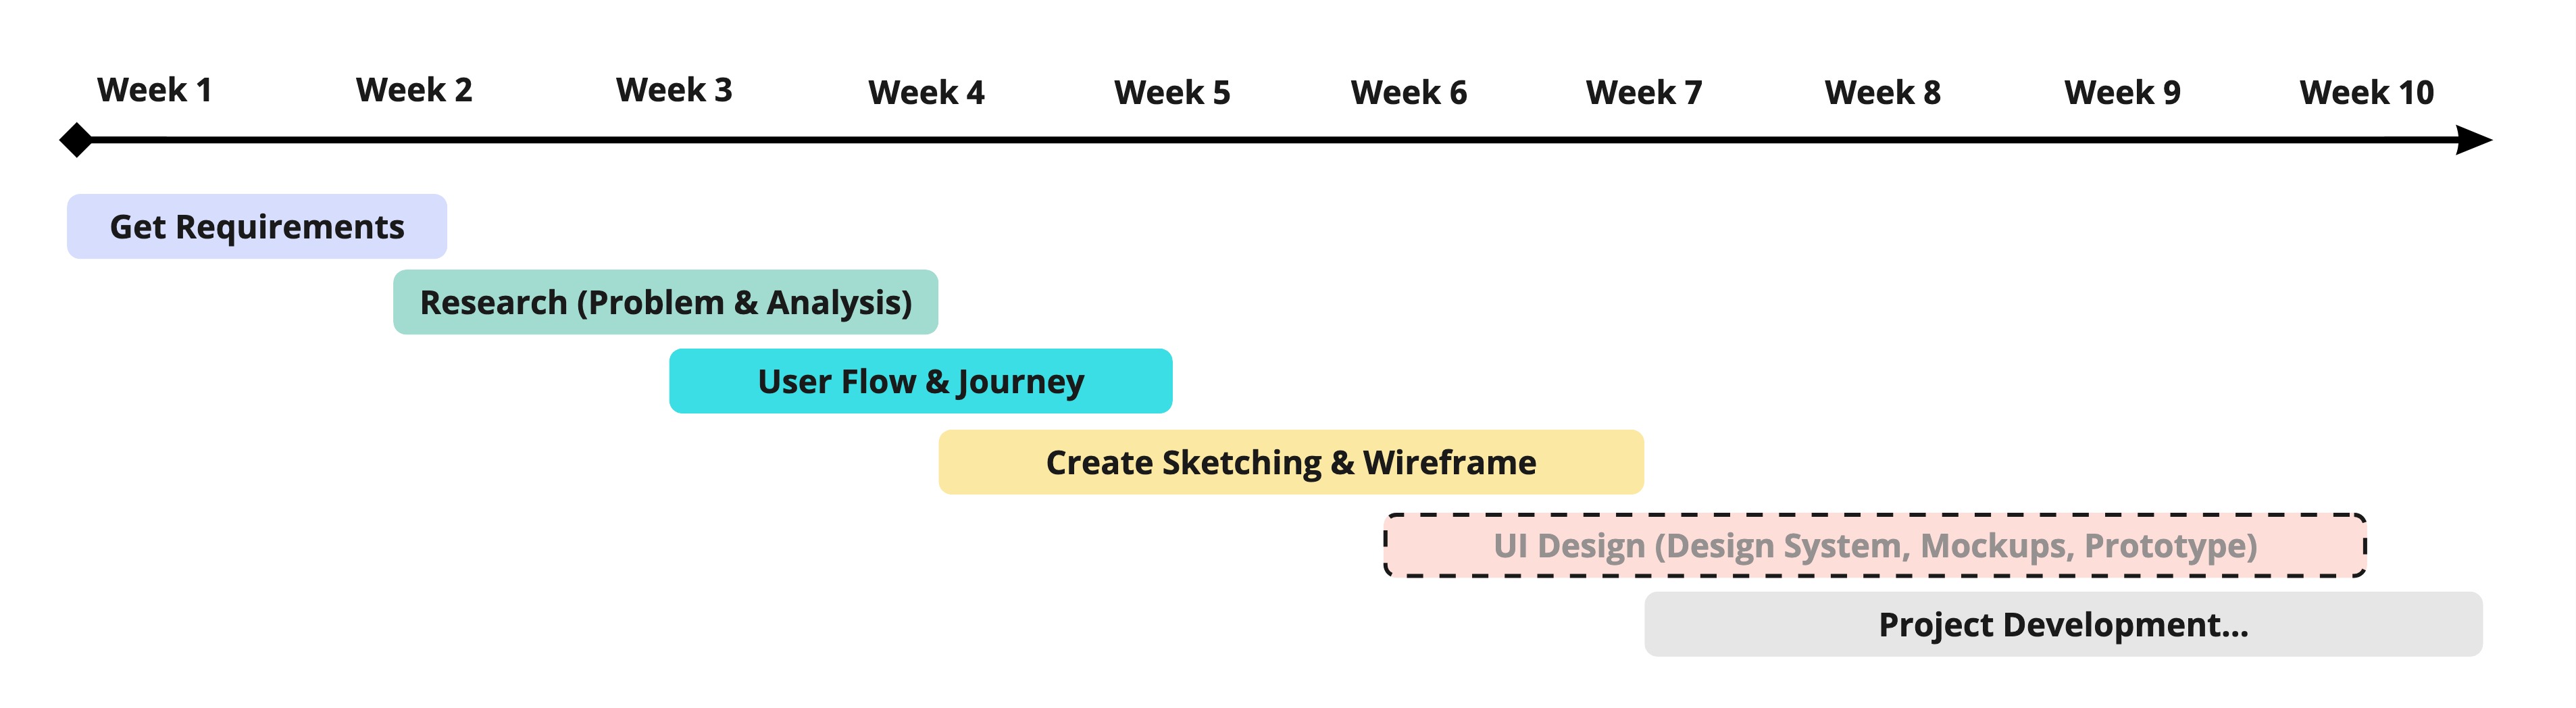 Week 1 Week 2 Week 3 Week 4 Week 5 Week 6 Week 7 Week 8 Week 9 Week 10
Get Requirements
Research (Problem & Analysis)
User Flow & Journey
Create Sketching & Wireframe
UI Design (Design System, Mockups, Prototype)
Project Development...